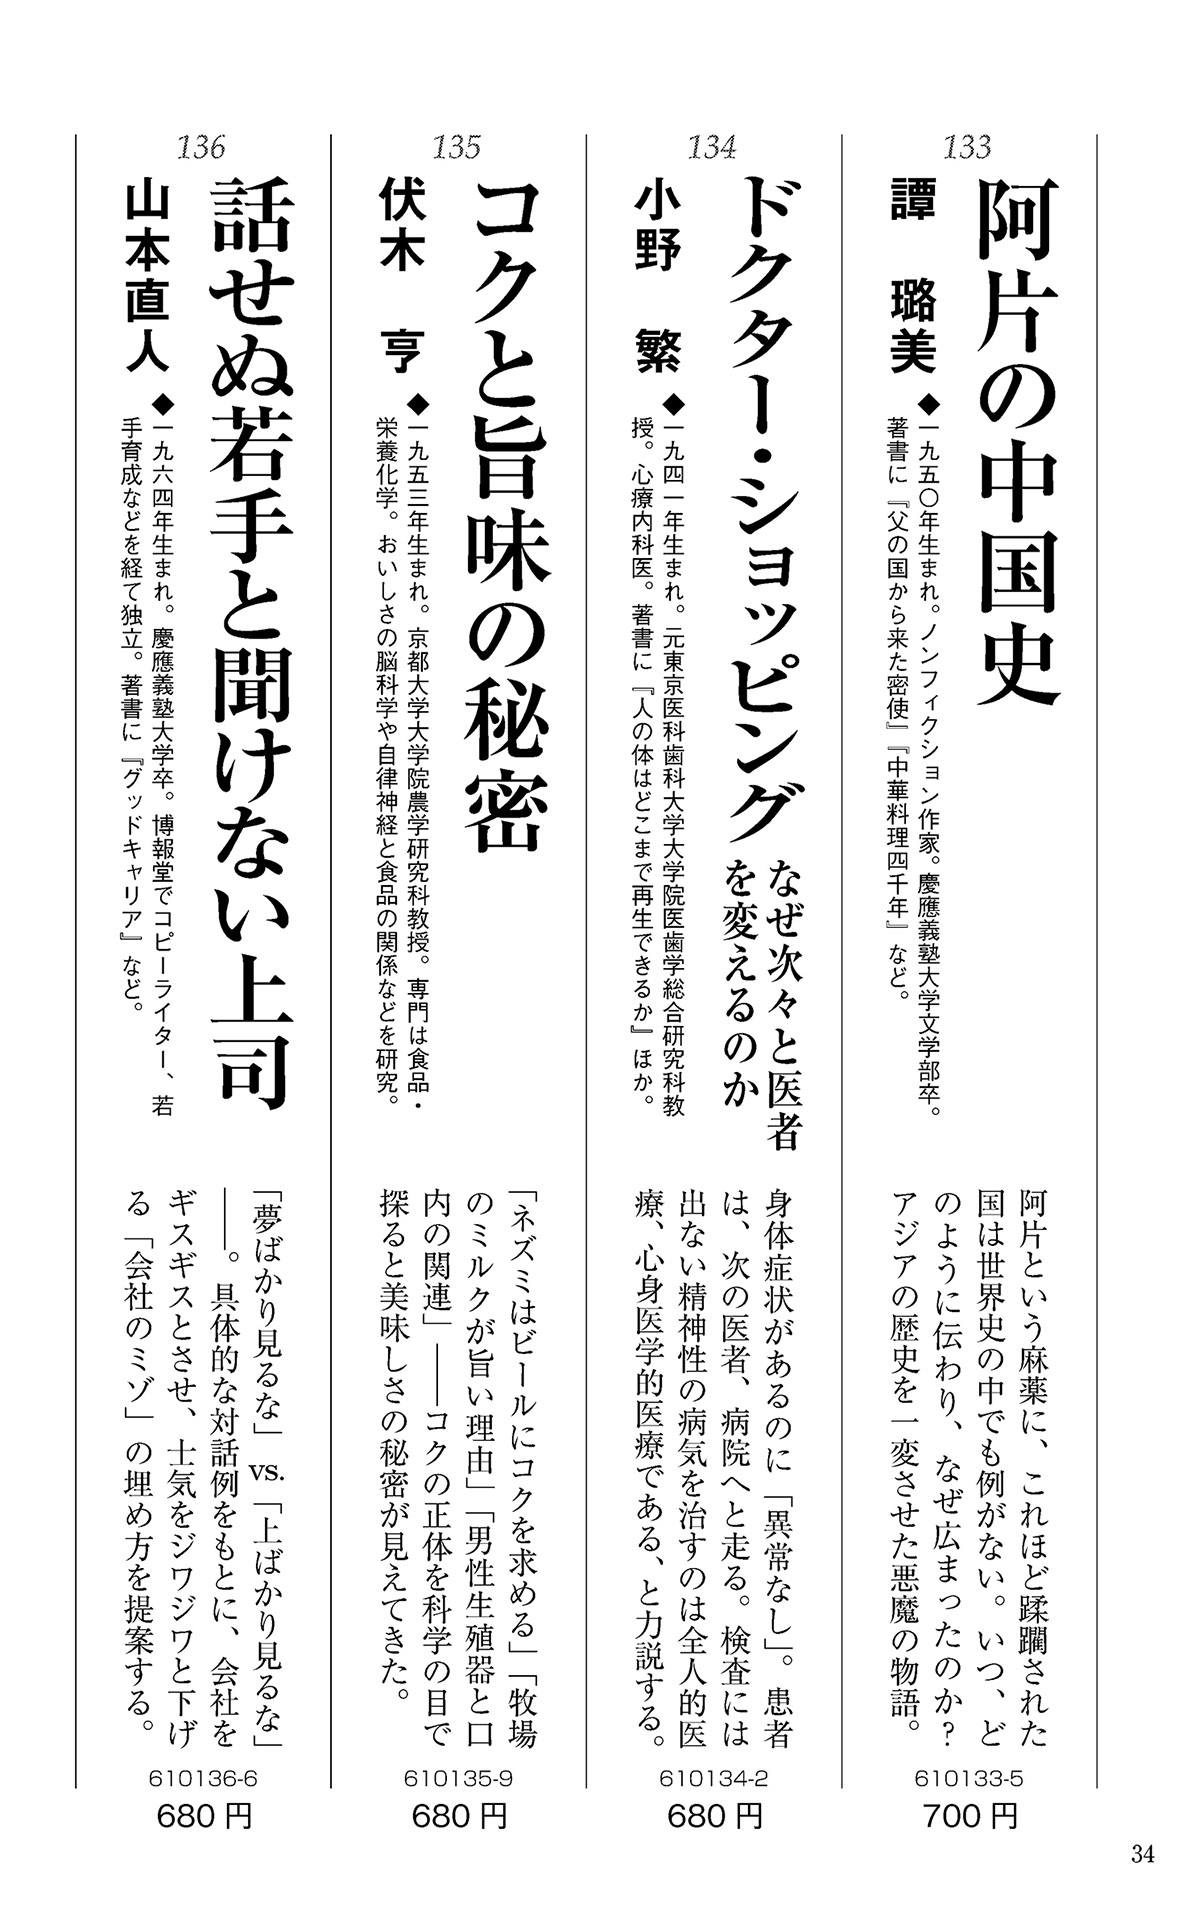 133
阿片の中国史
譚　璐美
◆一九五〇年生まれ。ノンフィクション作家。慶應義塾大学文学部卒。
著書に『父の国から来た密使』『中華料理四千年』など。
阿片という麻薬に、これほど蹂躙された
国は世界史の中でも例がない。いつ、ど
のように伝わり、なぜ広まったのか?
アジアの歴史を一変させた悪魔の物語。
610133-5
700円
134
ドクター・ショッピング
なぜ次々と医者
を変えるのか
小野　繁
◆一九四一年生まれ。元東京医科歯科大学大学院医歯学総合研究科教
授。心療内科医。著書に『人の体はどこまで再生できるか』ほか。
身体症状があるのに「異常なし」。患者
は、次の医者、病院へと走る。検査には
出ない精神性の病気を治すのは全人的医
療、心身医学的医療である、と力説する。
610134-2
680円
135
コクと旨味の秘密
伏木　亨
◆一九五三年生まれ。京都大学大学院農学研究科教授。専門は食品・
栄養化学。おいしさの脳科学や自律神経と食品の関係などを研究。
「ネズミはビールにコクを求める」「牧場
のミルクが旨い理由」「男性生殖器と口
内の関連」――コクの正体を科学の目で
探ると美味しさの秘密が見えてきた。
610135-9
680円
136
話せぬ若手と聞けない上司
山本直人
◆一九六四年生まれ。慶應義塾大学卒。博報堂でコピーライター、若
手育成などを経て独立。著書に『グッドキャリア』など。
「夢ばかり見るな」vs.「上ばかり見るな」
――。具体的な対話例をもとに、会社を
ギスギスとさせ、士気をジワジワと下げ
る「会社のミゾ」の埋め方を提案する。
610136-6
680円
34